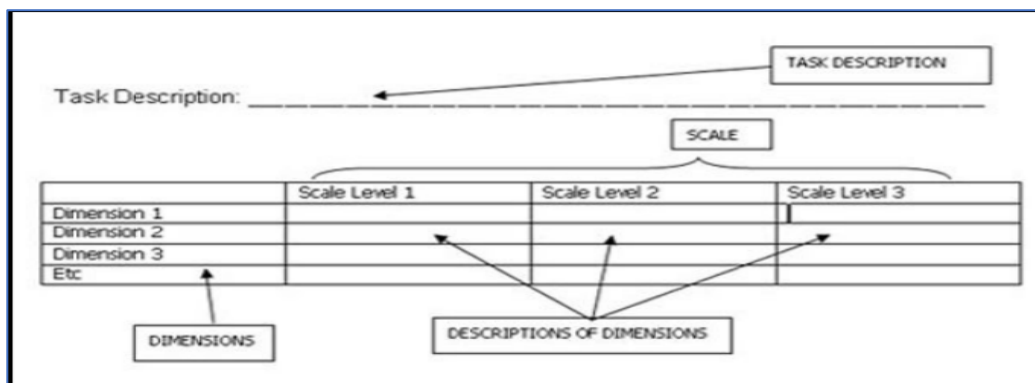 TASK DESCRIPTION
Task Description: _ _ _ _ _ _ _ _ _ _ _ _ _ _ _ _ _ _ _ _ _ _ _ _ _ _ _ _ _ _ _ _
SCALE
Scale Level 1 Scale Level 2 Scale Level 3
Dimension 1
Dimension 2
Dimension 3
Etc
DIMENSIONS
DESCRIPTIONS OF DIMENSIONS